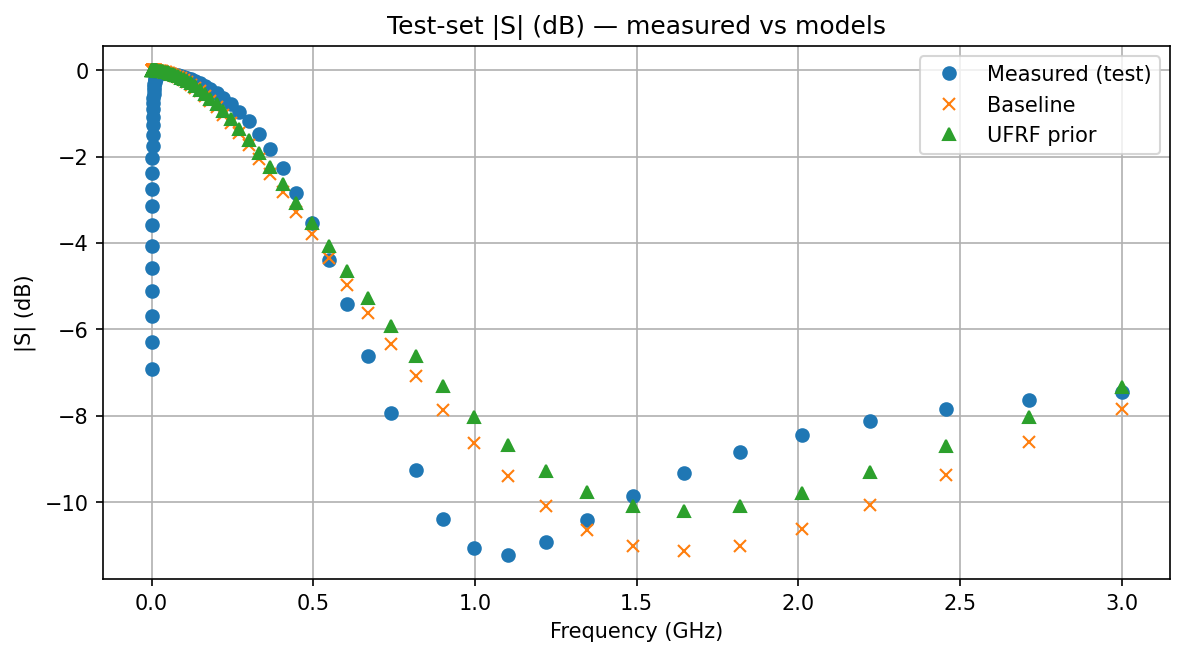 Test-set |S| (dB) — measured vs models
Measured (test)
Baseline
UFRF prior
|S| (dB)
0
−2
−4
−6
−8
−10
0.0 0.5 1.0 1.5 2.0 2.5 3.0
Frequency (GHz)